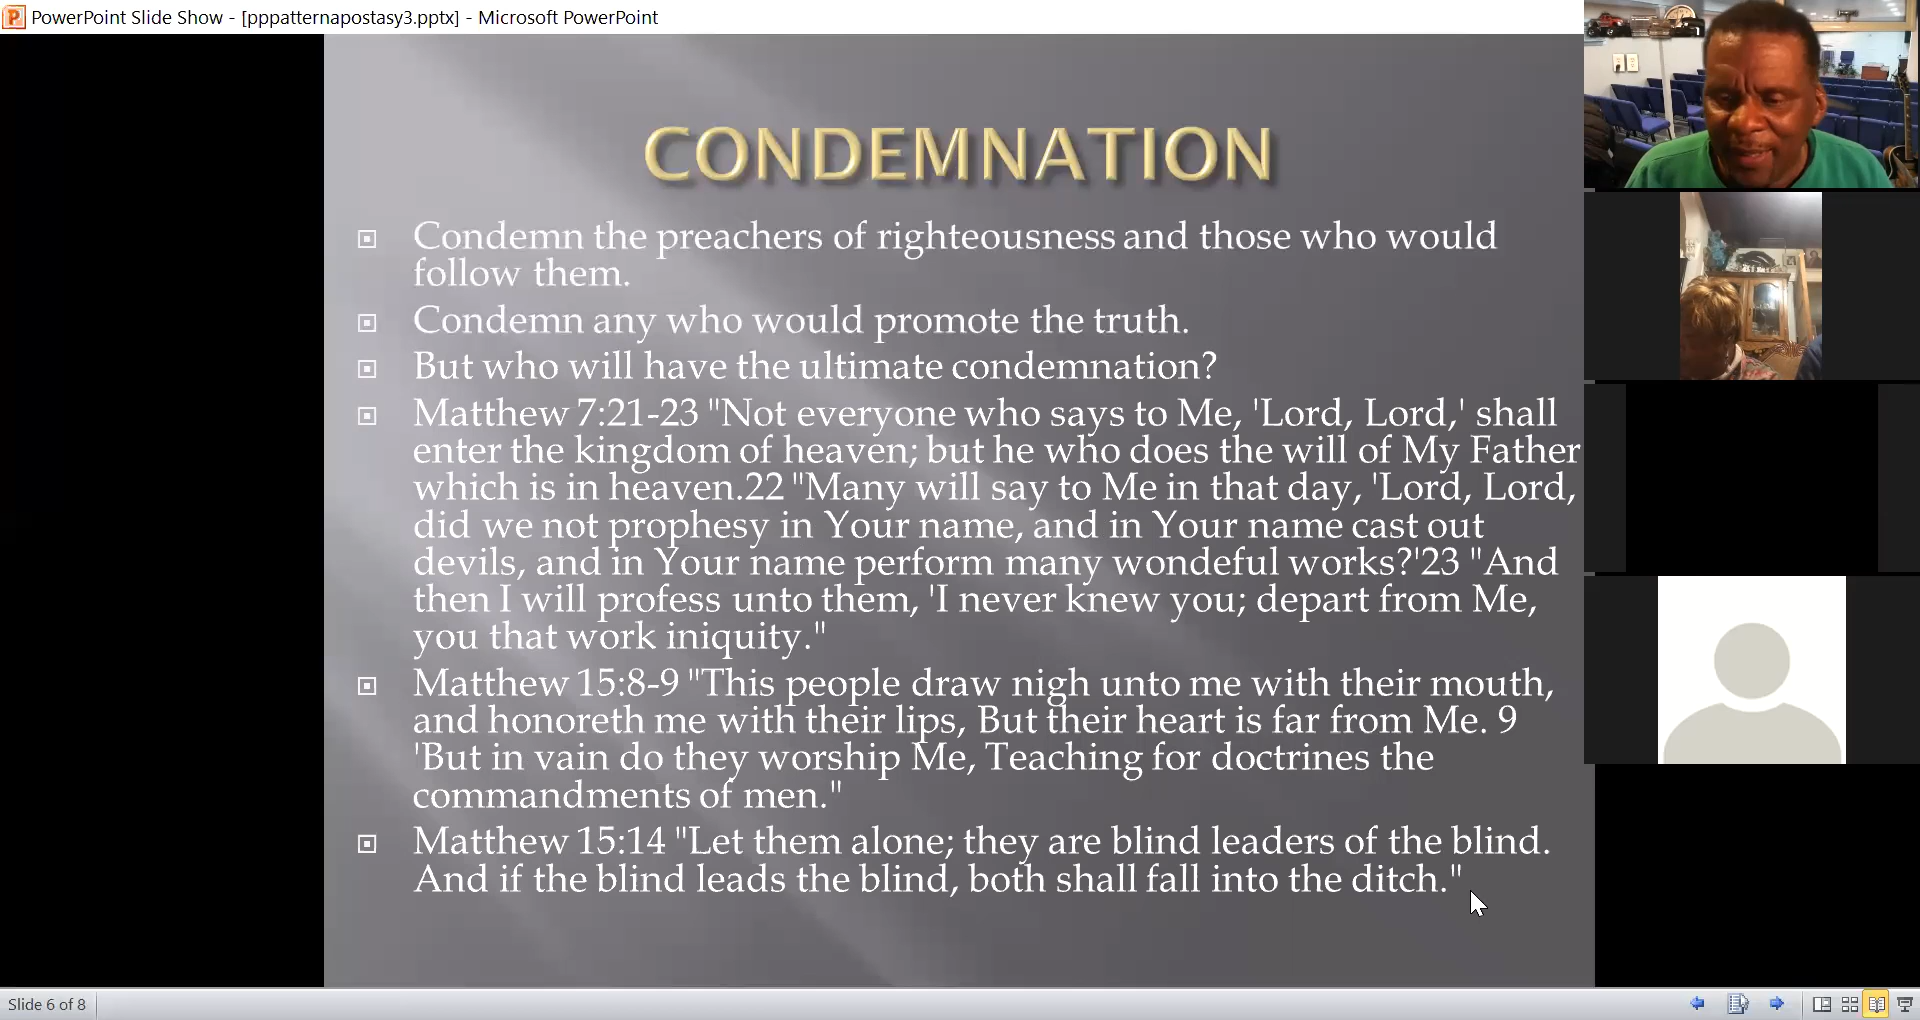 PowerPoint Slide Show - [pppatternapostasy3.pptx] - Microsoft PowerPoint
CONDEMNATION
Condemn the preachers of righteousness and those who would
follow them.
Condemn any who would promote the truth.
But who will have the ultimate condemnation?
Matthew 7:21-23 "Not everyone who says to Me, 'Lord, Lord,' shall
enter the kingdom of heaven; but he who does the will of My Father
which is in heaven.22 "Many will say to Me in that day, 'Lord, Lord,
did we not prophesy in Your name, and in Your name cast out
devils, and in Your name perform many wondeful works?'23 "And
then I will profess unto them, 'I never knew you; depart from Me,
you that work iniquity."
Matthew 15:8-9 "This people draw nigh unto me with their mouth,
and honoreth me with their lips, But their heart is far from Me. 9
'But in vain do they worship Me, Teaching for doctrines the
commandments of men."
Matthew 15:14 "Let them alone; they are blind leaders of the blind.
And if the blind leads the blind, both shall fall into the ditch."
Slide 6 of 8